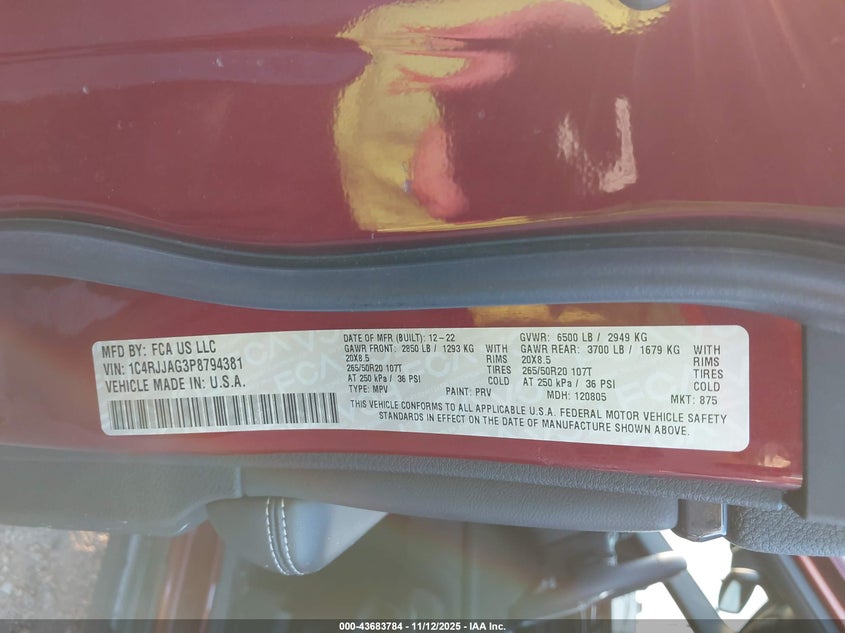 MFD BY: FCA US LLC
VIN: 1C4RJJAG3P8794381
VEHICLE MADE IN U.S.A.
DATE OF MFR (BUILT): 12-22 GVWR: 6500 LB / 2949 KG
GAWR FRONT: 2850 LB / 1293 KG WITH GAWR REAR: 3700 LB / 1679 KG WITH
20X8.5 RIMS 20X8.5 RIMS
265/50R20 107T TIRES 265/50R20 107T TIRES
AT 250 kPa / 36 PSI COLD AT 250 kPa / 36 PSI COLD
TYPE: MPV PAINT: PRV MDH: 120805 MKT: 875
THIS VEHICLE CONFORMS TO ALL APPLICABLE U.S.A. FEDERAL MOTOR VEHICLE SAFETY
STANDARDS IN EFFECT ON THE DATE OF MANUFACTURE SHOWN ABOVE.
000-43683784 - 11/12/2025 - IAA Inc.